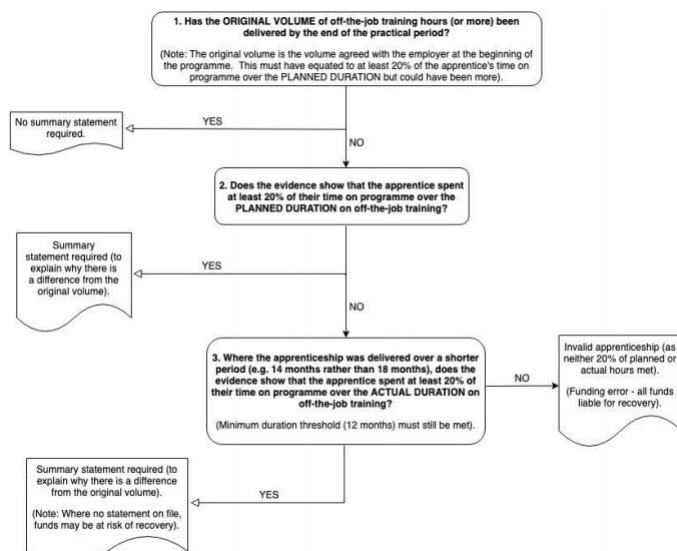 1. Has the ORIGINAL VOLUME of off-the-job training hours (or more) been
delivered by the end of the practical period?
(Note: The original volume is the volume agreed with the employer at the beginning of
the programme. This must have equated to at least 20% of the apprentice's time on
programme over the PLANNED DURATION but could have been more).
YES
No summary statement
required.
NO
2. Does the evidence show that the apprentice spent
at least 20% of their time on programme over the
PLANNED DURATION on off-the-job training?
YES
Summary
statement required (to
explain why there is
a difference from the
original volume).
NO
3. Where the apprenticeship was delivered over a shorter
period (e.g. 14 months rather than 18 months), does the
evidence show that the apprentice spent at least 20% of
their time on programme over the ACTUAL DURATION on
off-the-job training?
(Minimum duration threshold (12 months) must still be met).
NO
Invalid apprenticeship (as
neither 20% of planned or
actual hours met).
(Funding error - all funds
liable for recovery).
YES
Summary statement required (to
explain why there is a difference
from the original volume).
(Note: Where no statement on file,
funds may be at risk of recovery).